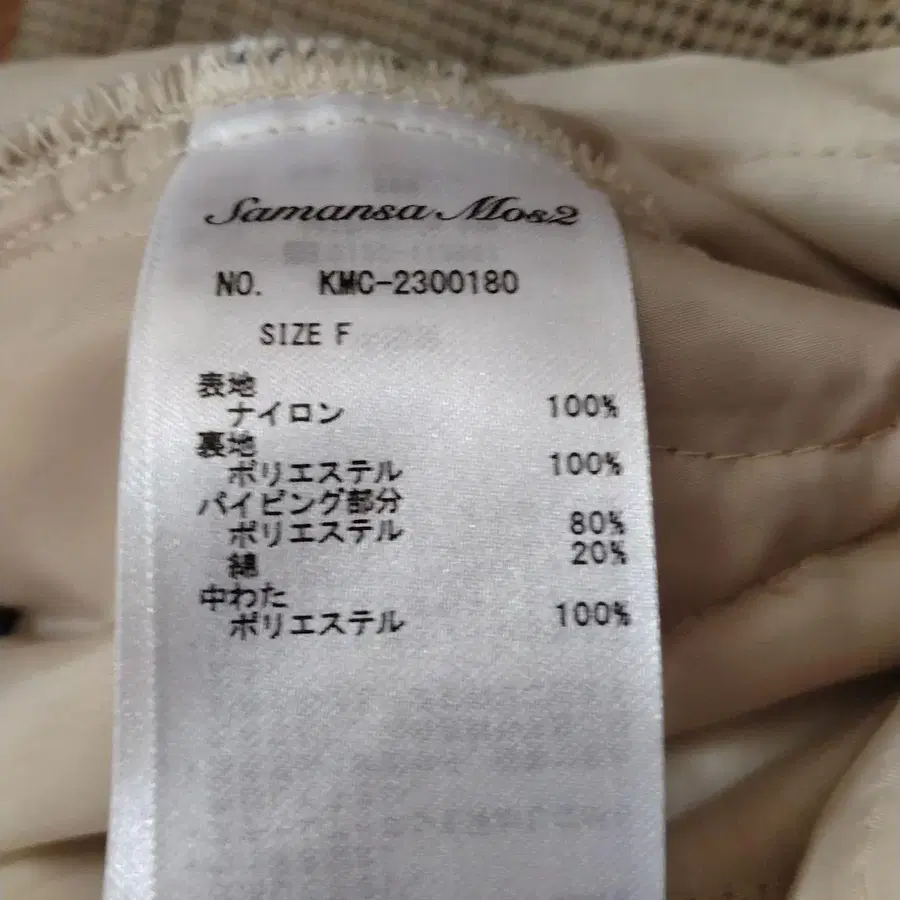 Samansa Mos2
NO. KMC-2300180
SIZE F
表地
ナイロン 100%
裏地
ポリエステル 100%
パイピング部分
ポリエステル 80%
綿 20%
中わた
ポリエステル 100%